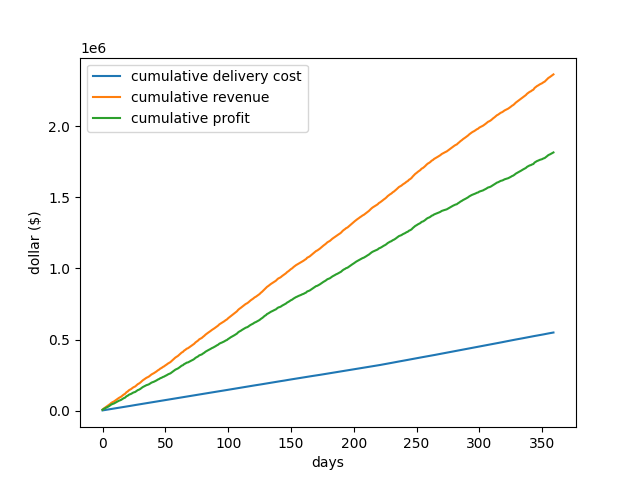 1e6
cumulative delivery cost
cumulative revenue
cumulative profit
2.0
1.5
1.0
0.5
0.0
dollar ($)
0 50 100 150 200 250 300 350
days